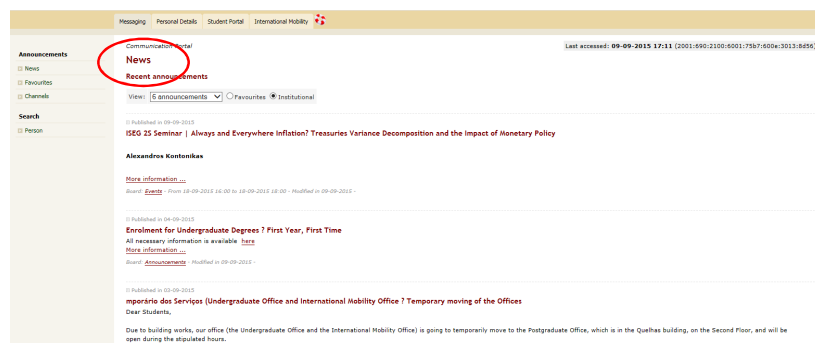 Messaging Personal Details Student Portal International Mobility
Communication Portal
Last accessed: 09-09-2015 17:11 (2001:690:2100:6001:75b7:600e:3013:8d56)
Announcements
News
Favourites
Channels
Search
Person
News
Recent announcements
View: 6 announcements Favourites Institutional
Published in 09-09-2015
ISEG 2S Seminar | Always and Everywhere Inflation? Treasuries Variance Decomposition and the Impact of Monetary Policy
Alexandros Kontonikas
More information ...
Board: Events - From 18-09-2015 16:00 to 18-09-2015 18:00 - Modified in 09-09-2015 -
Published in 04-09-2015
Enrolment for Undergraduate Degrees ? First Year, First Time
All necessary information is available here
More information ...
Board: Announcements - Modified in 09-09-2015 -
Published in 03-09-2015
mporário dos Serviços (Undergraduate Office and International Mobility Office ? Temporary moving of the Offices
Dear Students,
Due to building works, our office (the Undergraduate Office and the International Mobility Office) is going to temporarily move to the Postgraduate Office, which is in the Quelhas building, on the Second Floor, and will be
open during the stipulated hours.